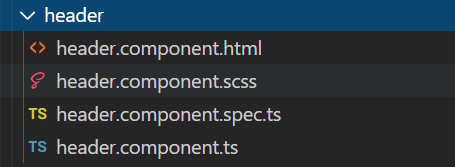 header
header.component.html
header.component.scss
TS header.component.spec.ts
TS header.component.ts